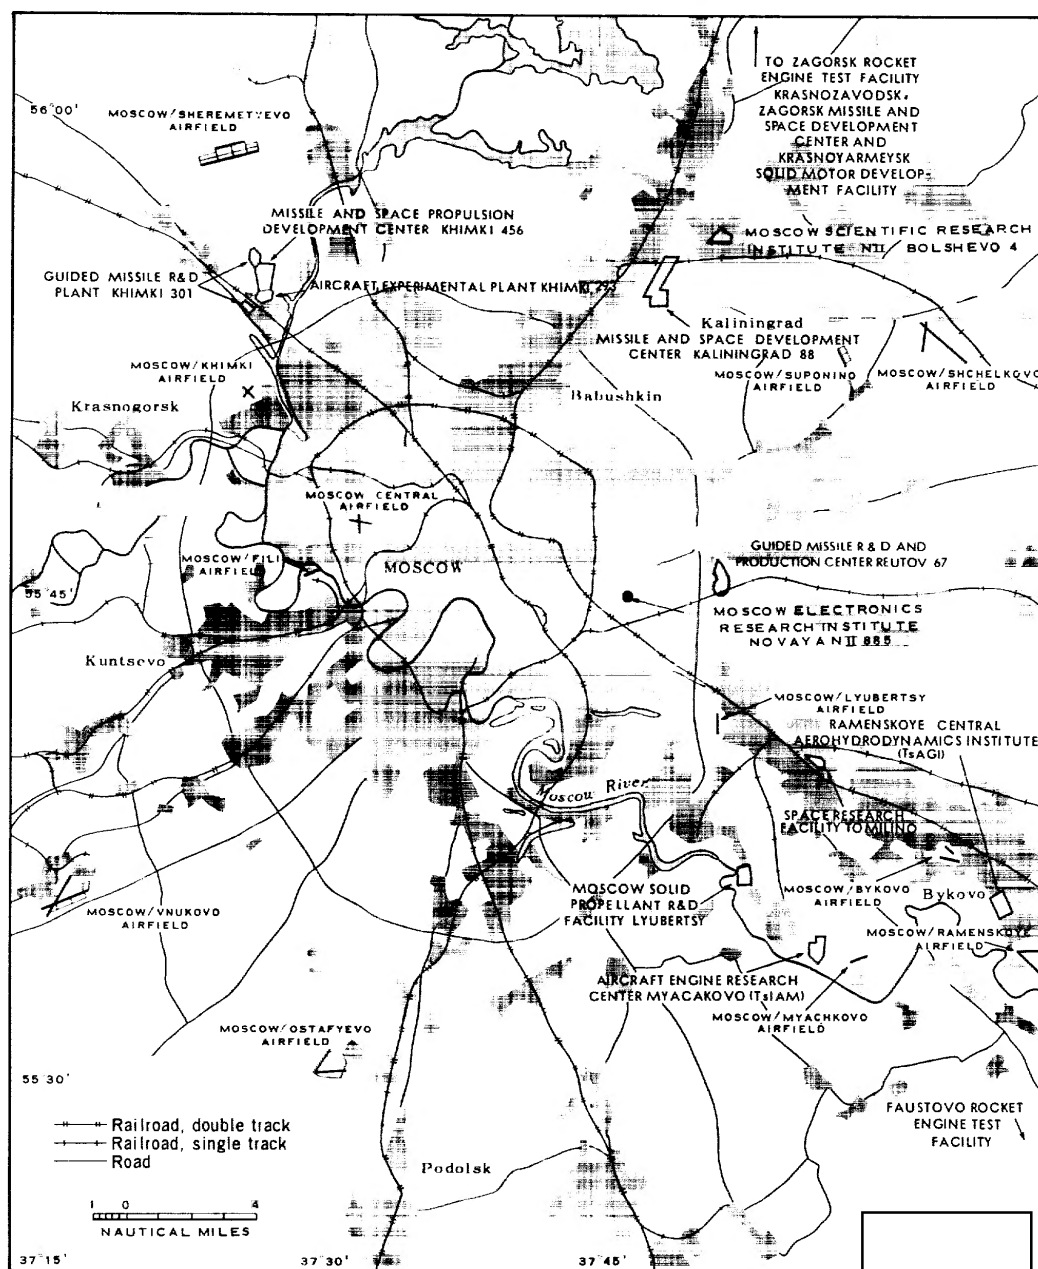 TO ZAGORSK ROCKET
ENGINE TEST FACILITY
KRASNOZAVODSK,
ZAGORSK MISSILE AND
SPACE DEVELOPMENT
CENTER AND
KRASNOYARMEYSK
SOLID MOTOR DEVELOP-
MENT FACILITY
56°00'
MOSCOW/SHEREMETYEVO
AIRFIELD
MISSILE AND SPACE PROPULSION
DEVELOPMENT CENTER KHIMKI 456
MOSCOW SCIENTIFIC RESEARCH
INSTITUTE NII BOLSHEVO 4
GUIDED MISSILE R&D
PLANT KHIMKI 301
AIRCRAFT EXPERIMENTAL PLANT KHIMKI 293
Kaliningrad
MISSILE AND SPACE DEVELOPMENT
CENTER KALININGRAD 88
MOSCOW/KHIMKI
AIRFIELD
MOSCOW/SUPONINO
AIRFIELD
MOSCOW/SHCHELKOVO
AIRFIELD
Krasnogorsk
Babushkin
MOSCOW CENTRAL
AIRFIELD
MOSCOW/FILI
AIRFIELD
MOSCOW
GUIDED MISSILE R & D AND
PRODUCTION CENTER REUTOV 67
55°45'
MOSCOW ELECTRONICS
RESEARCH INSTITUTE
NOVAYA NII 885
Kuntsevo
MOSCOW/LYUBERTSY
AIRFIELD
RAMENSKOYE CENTRAL
AEROHYDRODYNAMICS INSTITUTE
(TsAGI)
Moscow River
SPACE RESEARCH
FACILITY TOMILINO
MOSCOW SOLID
PROPELLANT R&D
FACILITY LYUBERTSY
MOSCOW/BYKOVO
AIRFIELD
Bykovo
MOSCOW/VNUKOVO
AIRFIELD
MOSCOW/RAMENSKOYE
AIRFIELD
AIRCRAFT ENGINE RESEARCH
CENTER MYACAKOVO (TsIAM)
MOSCOW/MYACHKOVO
AIRFIELD
MOSCOW/OSTAFYEVO
AIRFIELD
55°30'
FAUSTOVO ROCKET
ENGINE TEST
FACILITY
Railroad, double track
Railroad, single track
Road
Podolsk
1 0 4
NAUTICAL MILES
37°15'
37°30'
37°45'